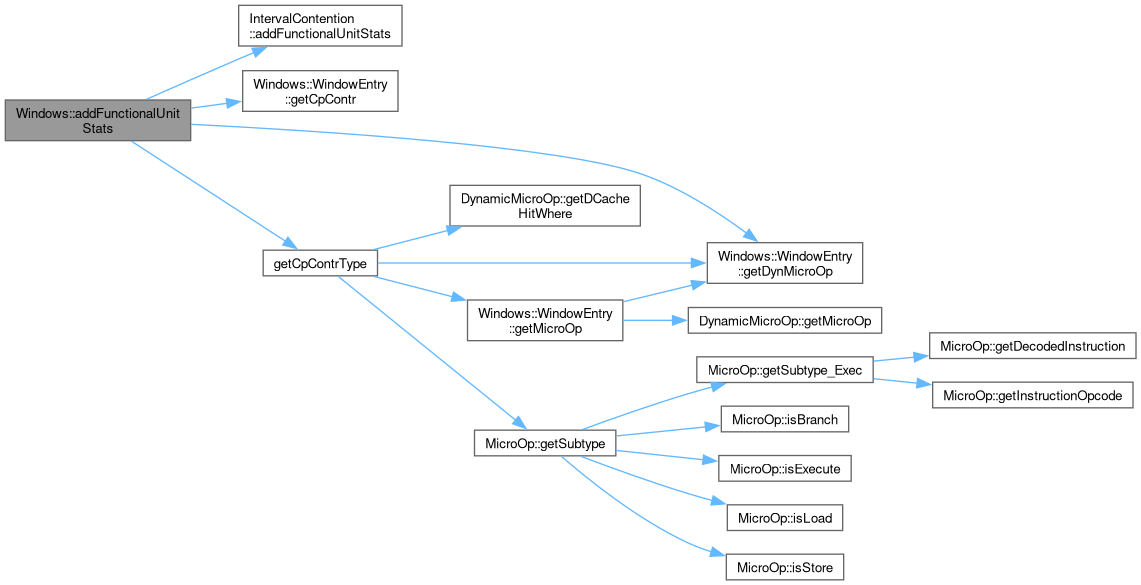 IntervalContention
::addFunctionalUnitStats
Windows::WindowEntry
::getCpContr
Windows::addFunctionalUnit
Stats
DynamicMicroOp::getDCache
HitWhere
getCpContrType
Windows::WindowEntry
::getDynMicroOp
Windows::WindowEntry
::getMicroOp
DynamicMicroOp::getMicroOp
MicroOp::getDecodedInstruction
MicroOp::getSubtype_Exec
MicroOp::getInstructionOpcode
MicroOp::isBranch
MicroOp::getSubtype
MicroOp::isExecute
MicroOp::isLoad
MicroOp::isStore